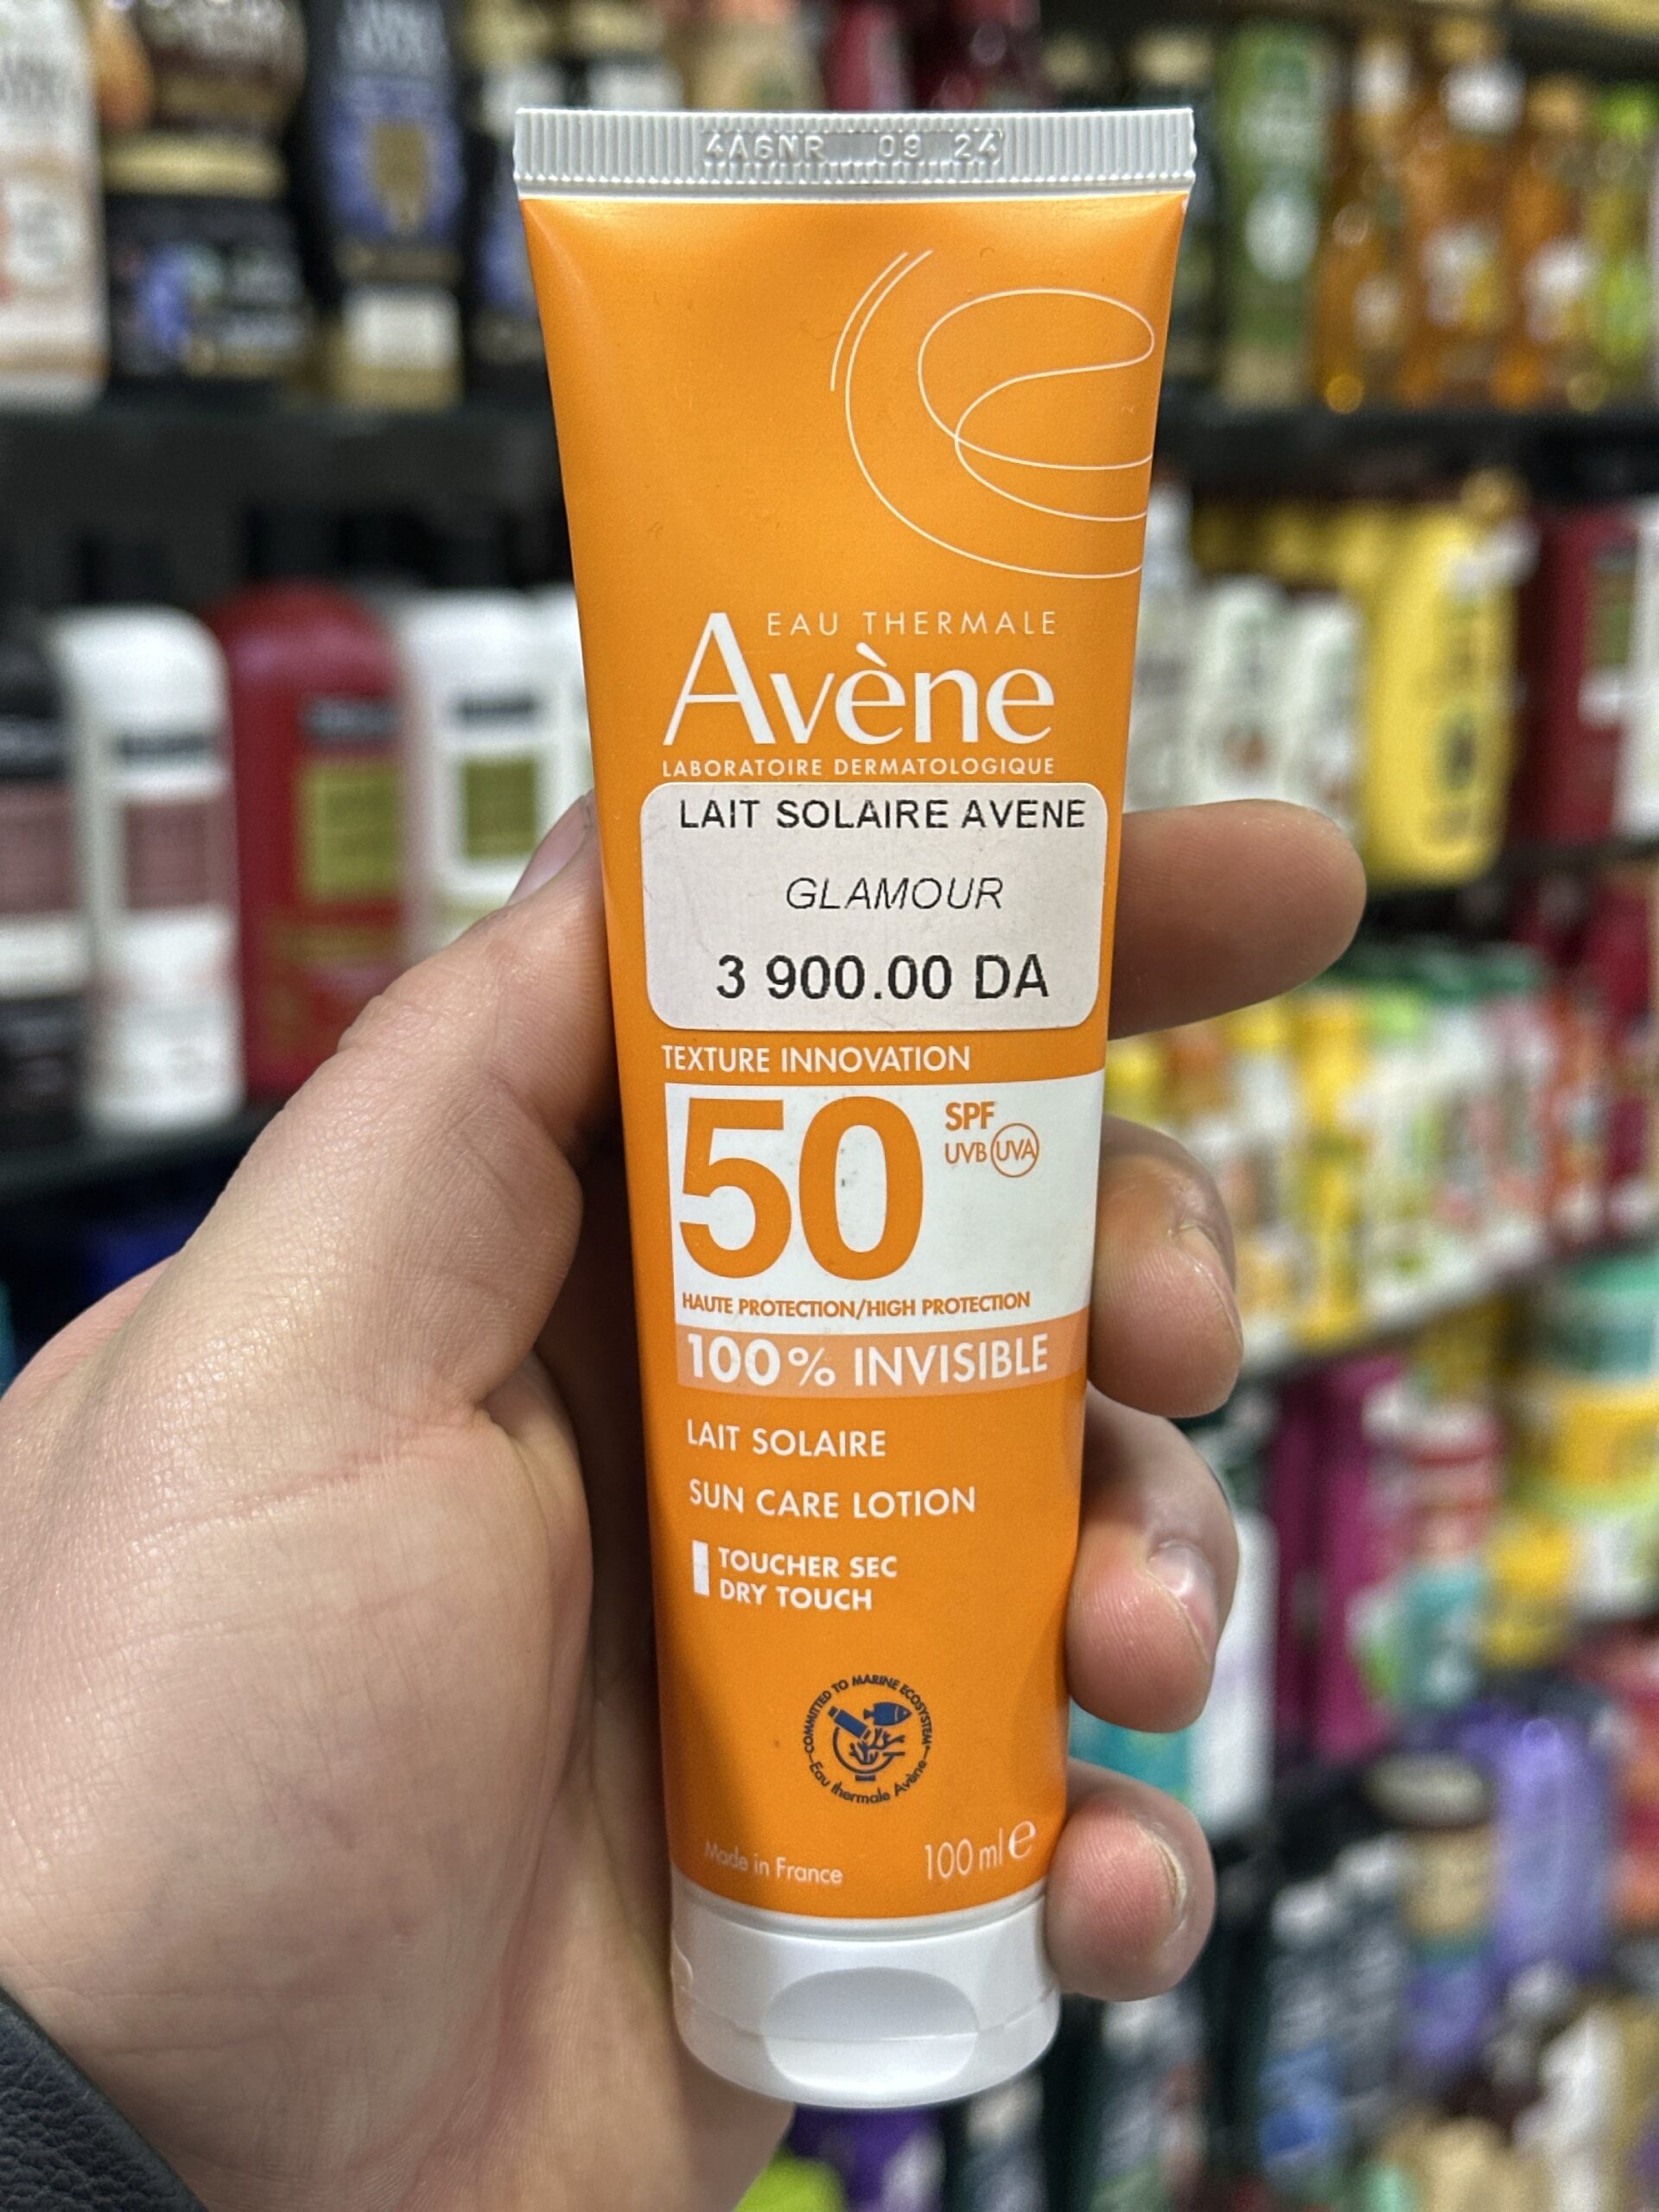 4A6NR 09 24
EAU THERMALE
Avène
LABORATOIRE DERMATOLOGIQUE
LAIT SOLAIRE AVENE
GLAMOUR
3 900.00 DA
TEXTURE INNOVATION
50 SPF
UVB UVA
HAUTE PROTECTION/HIGH PROTECTION
100% INVISIBLE
LAIT SOLAIRE
SUN CARE LOTION
TOUCHER SEC
DRY TOUCH
COMMITTED TO MARINE ECOSYSTEM
Eau thermale Avène
Made in France
100 ml e